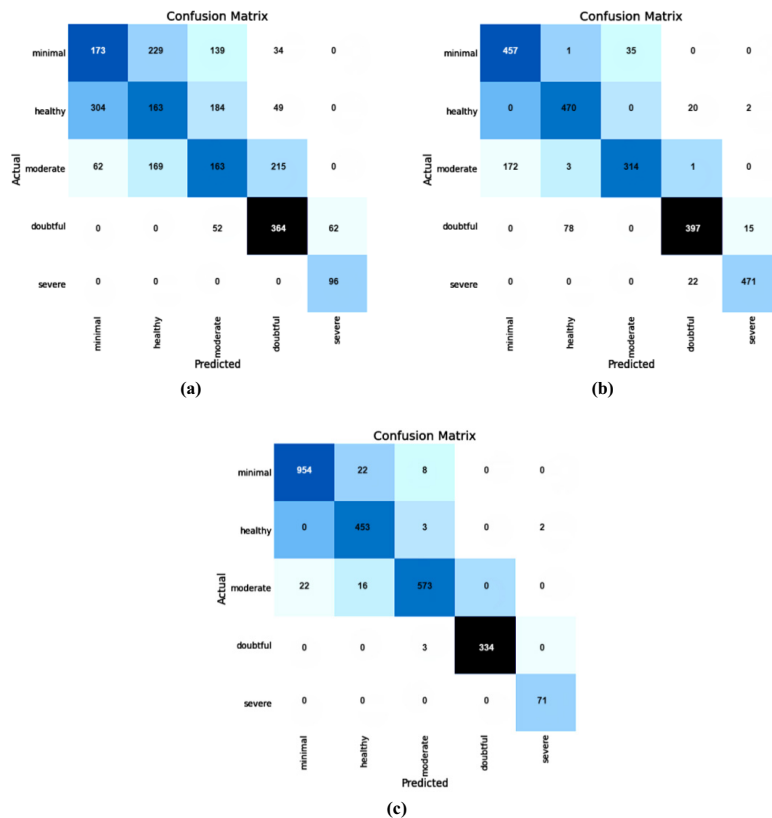 Confusion Matrix
minimal 173 229 139 34 0
healthy 304 163 184 49 0
moderate 62 169 163 215 0
doubtful 0 0 52 364 62
severe 0 0 0 0 96
Actual
minimal healthy moderate doubtful severe
Predicted
(a)
Confusion Matrix
minimal 457 1 35 0 0
healthy 0 470 0 20 2
moderate 172 3 314 1 0
doubtful 0 78 0 397 15
severe 0 0 0 22 471
Actual
minimal healthy moderate doubtful severe
Predicted
(b)
Confusion Matrix
minimal 954 22 8 0 0
healthy 0 453 3 0 2
moderate 22 16 573 0 0
doubtful 0 0 3 334 0
severe 0 0 0 0 71
Actual
minimal healthy moderate doubtful severe
Predicted
(c)